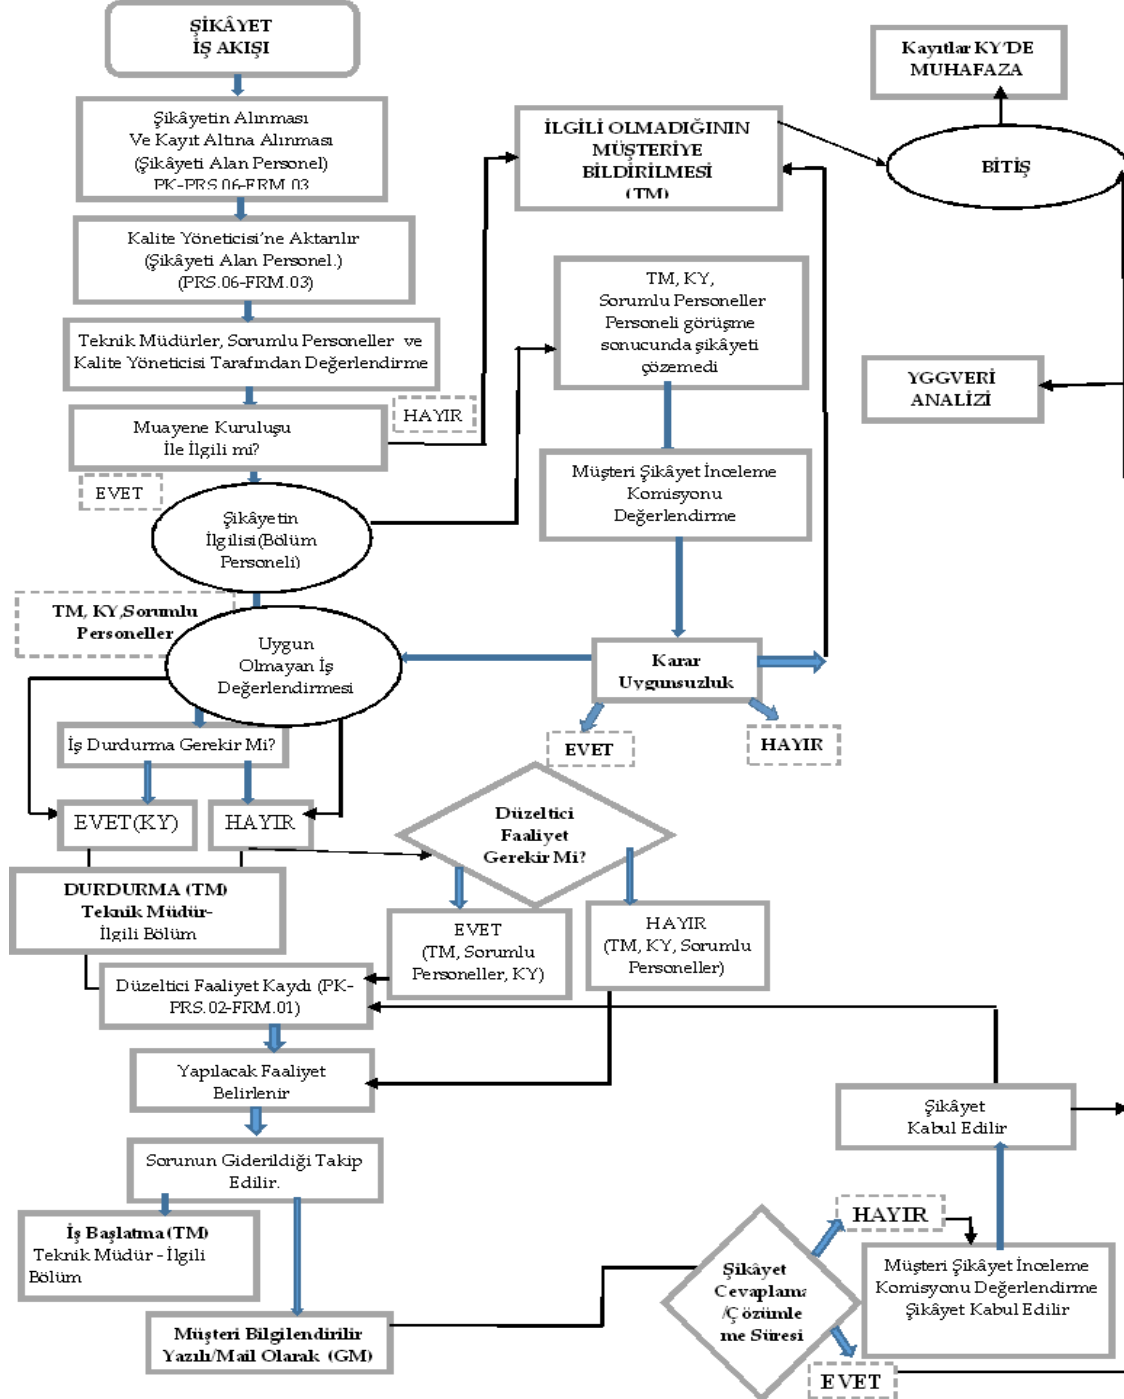 ŞİKÂYET
İŞ AKIŞI
Şikâyetin Alınması
Ve Kayıt Altına Alınması
(Şikâyeti Alan Personel)
PK-PRS.06-FRM.03
Kalite Yöneticisi'ne Aktarılır
(Şikâyeti Alan Personel.)
(PRS.06-FRM.03)
Teknik Müdürler, Sorumlu Personeller ve
Kalite Yöneticisi Tarafından Değerlendirme
Muayene Kuruluşu
İle İlgili mi?
HAYIR
EVET
Şikâyetin
İlgilisi(Bölüm
Personeli)
TM, KY,Sorumlu
Personeller
Uygun
Olmayan İş
Değerlendirmesi
İş Durdurma Gerekir Mi?
EVET(KY)
HAYIR
DURDURMA (TM)
Teknik Müdür-
İlgili Bölüm
Düzeltici Faaliyet Kaydı (PK-
PRS.02-FRM.01)
Yapılacak Faaliyet
Belirlenir
Sorunun Giderildiği Takip
Edilir.
İş Başlatma (TM)
Teknik Müdür - İlgili
Bölüm
Müşteri Bilgilendirilir
Yazılı/Mail Olarak (GM)
İLGİLİ OLMADIĞININ
MÜŞTERİYE
BİLDİRİLMESİ
(TM)
TM, KY,
Sorumlu Personeller
Personeli görüşme
sonucunda şikâyeti
çözemedi
Müşteri Şikâyet İnceleme
Komisyonu
Değerlendirme
Karar
Uygunsuzluk
EVET
HAYIR
Düzeltici
Faaliyet
Gerekir Mi?
EVET
(TM, Sorumlu
Personeller, KY)
HAYIR
(TM, KY, Sorumlu
Personeller)
Kayıtlar KY'DE
MUHAFAZA
BİTİŞ
YGGVERİ
ANALİZİ
Şikâyet
Kabul Edilir
HAYIR
Şikâyet
Cevaplama
/Çözümle
me Süresi
Müşteri Şikâyet İnceleme
Komisyonu Değerlendirme
Şikâyet Kabul Edilir
EVET